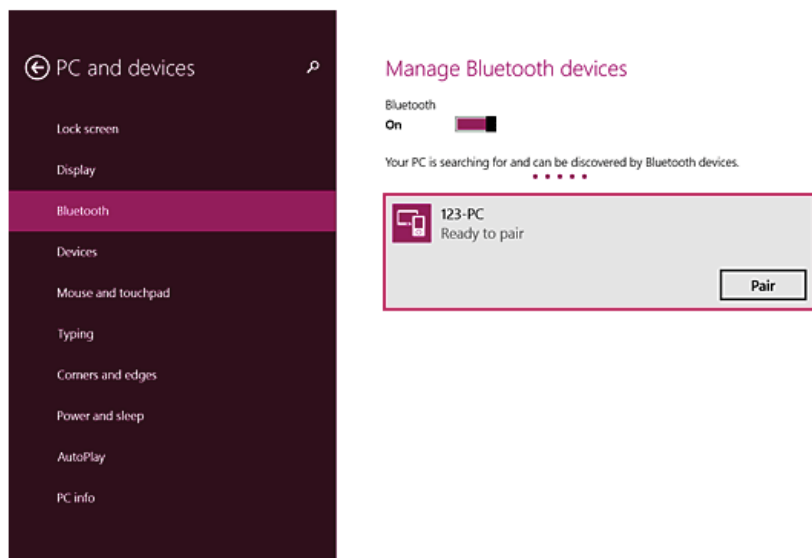 PC and devices
Lock screen
Display
Bluetooth
Devices
Mouse and touchpad
Typing
Corners and edges
Power and sleep
AutoPlay
PC info
Manage Bluetooth devices
Bluetooth
On
Your PC is searching for and can be discovered by Bluetooth devices.
123-PC
Ready to pair
Pair